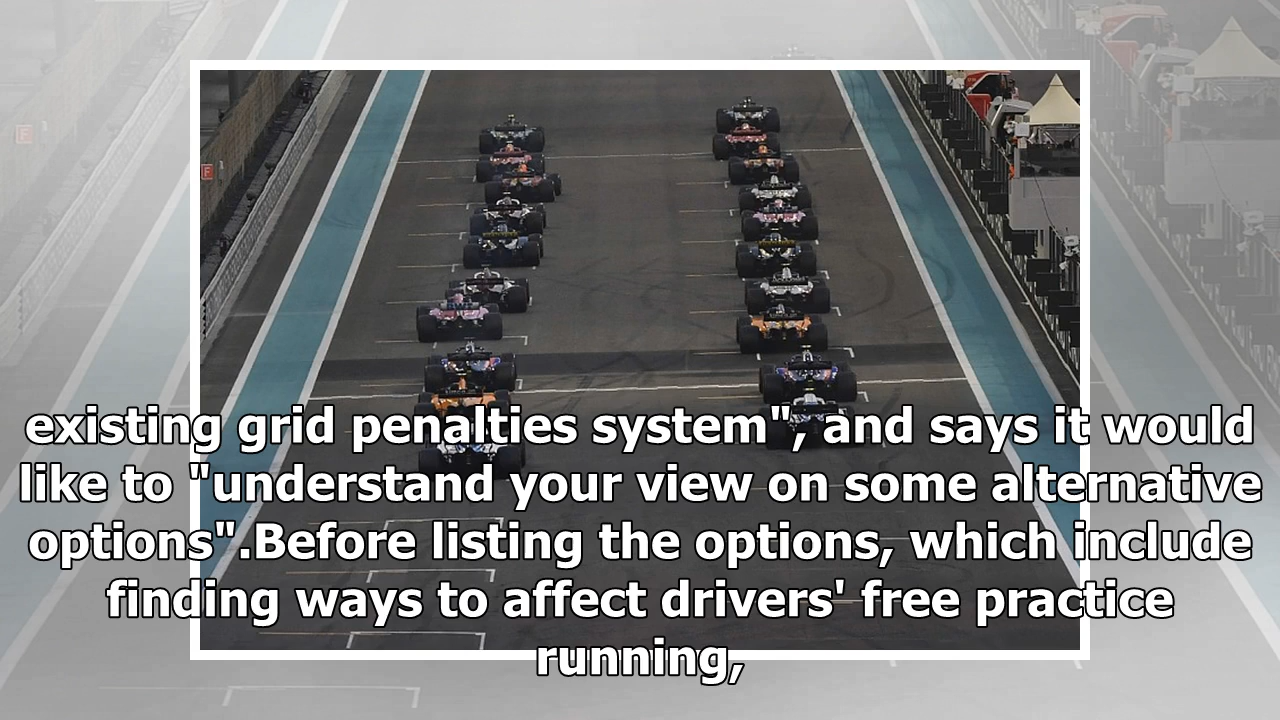 F
F
existing grid penalties system", and says it would
like to "understand your view on some alternative
options".Before listing the options, which include
finding ways to affect drivers' free practice
running,